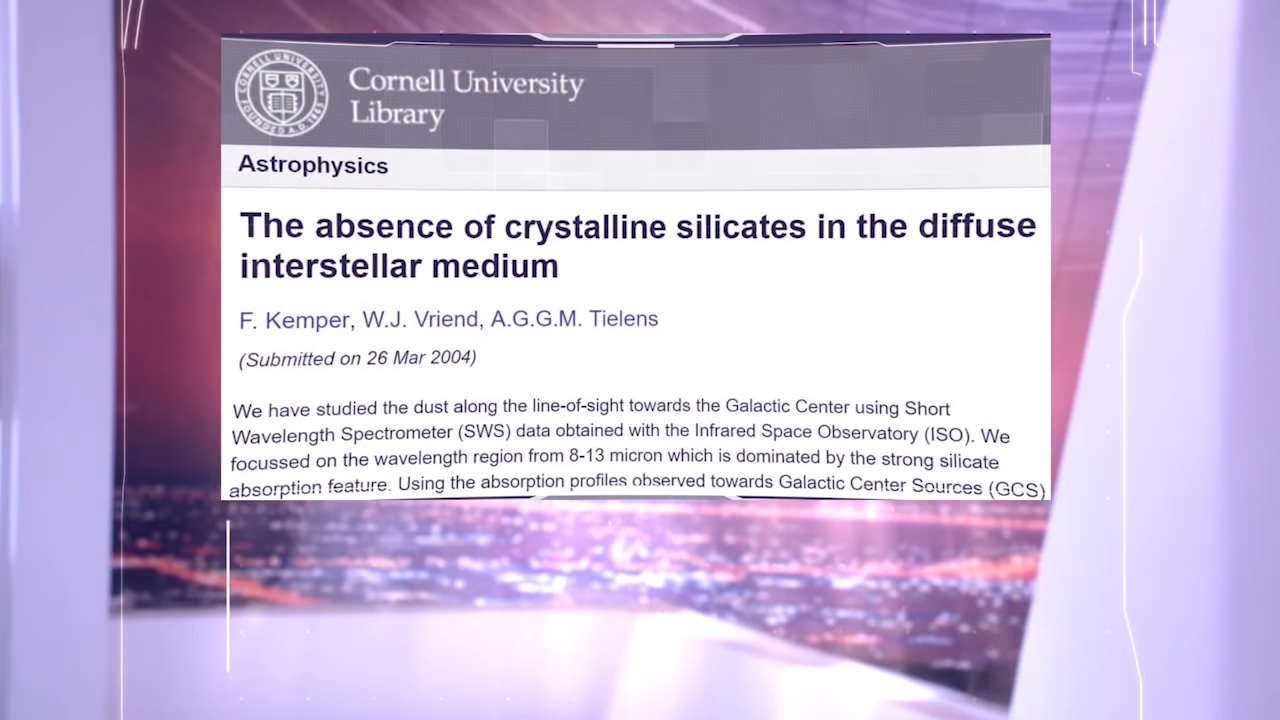 CORNELL UNIVERSITY
FOUNDED A.D. 1865
Cornell University
Library
Astrophysics
The absence of crystalline silicates in the diffuse
interstellar medium
F. Kemper, W.J. Vriend, A.G.G.M. Tielens
(Submitted on 26 Mar 2004)
We have studied the dust along the line-of-sight towards the Galactic Center using Short
Wavelength Spectrometer (SWS) data obtained with the Infrared Space Observatory (ISO). We
focussed on the wavelength region from 8-13 micron which is dominated by the strong silicate
absorption feature. Using the absorption profiles observed towards Galactic Center Sources (GCS)